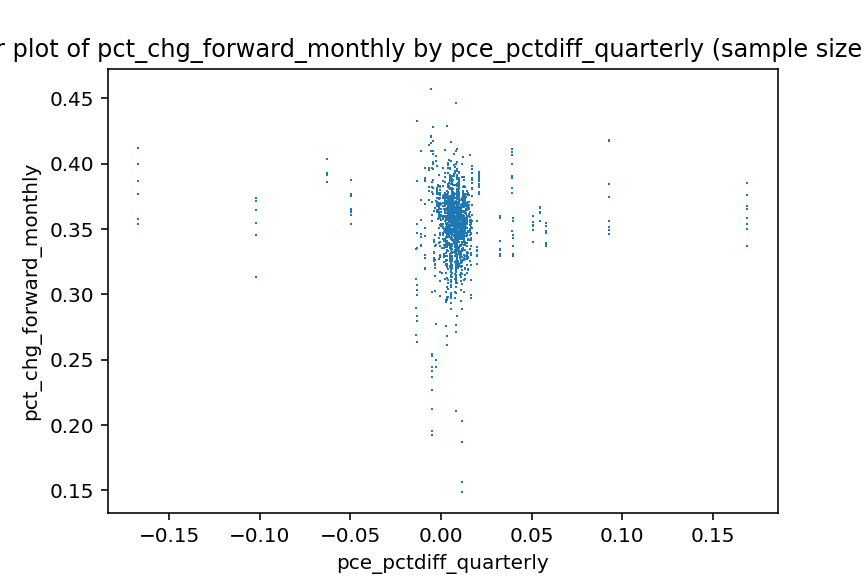 r plot of pct_chg_forward_monthly by pce_pctdiff_quarterly (sample size
0.45
0.40
0.35
0.30
0.25
0.20
0.15
pct_chg_forward_monthly
−0.15 −0.10 −0.05 0.00 0.05 0.10 0.15
pce_pctdiff_quarterly